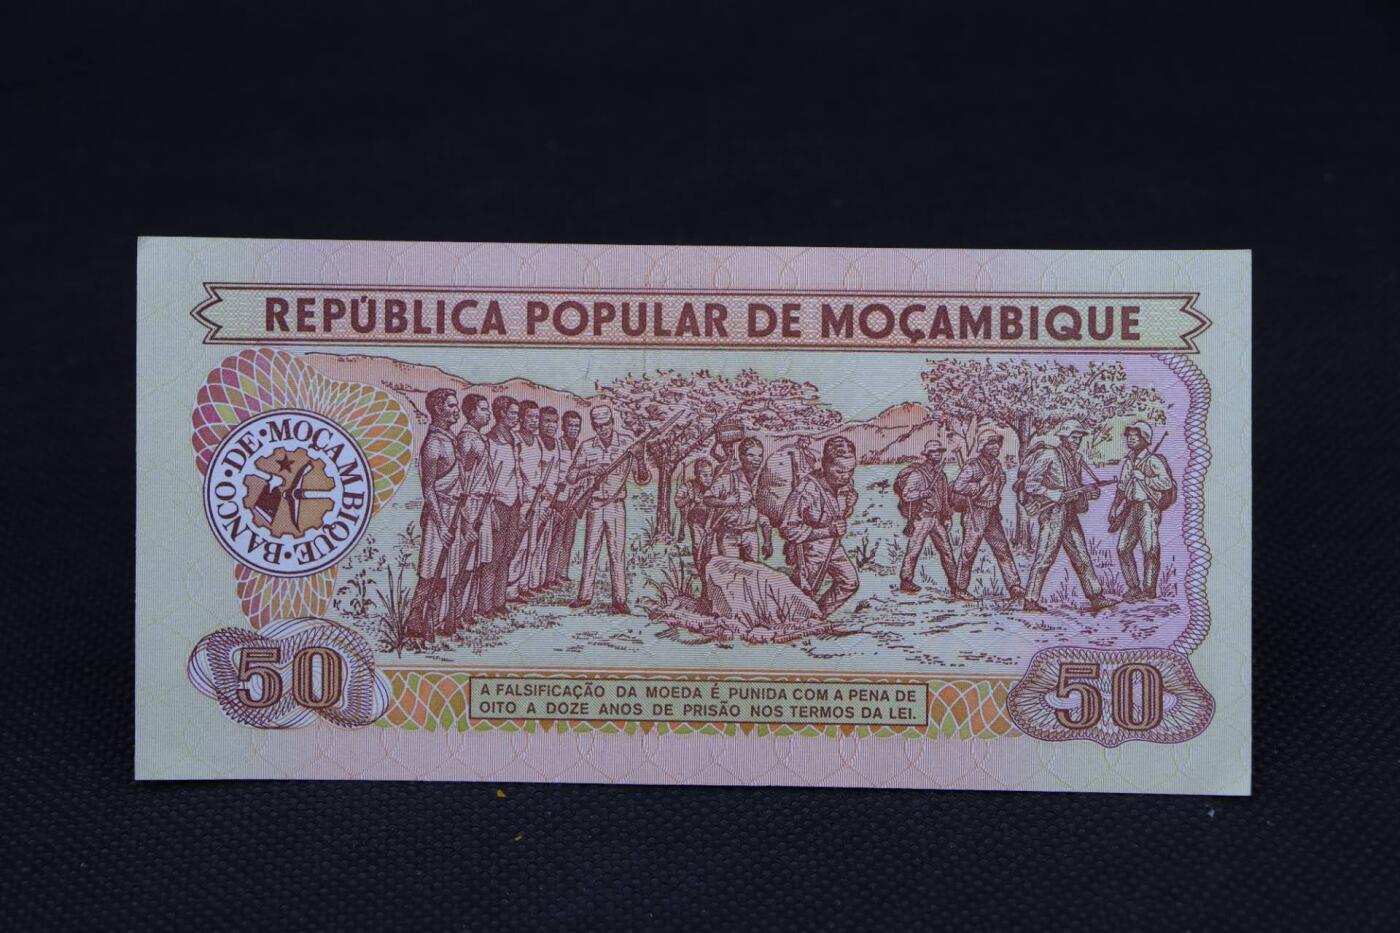 REPÚBLICA POPULAR DE MOÇAMBIQUE
BANCO·DE·MOÇAMBIQUE·
50
A FALSIFICAÇÃO DA MOEDA É PUNIDA COM A PENA DE
OITO A DOZE ANOS DE PRISÃO NOS TERMOS DA LEI.
50